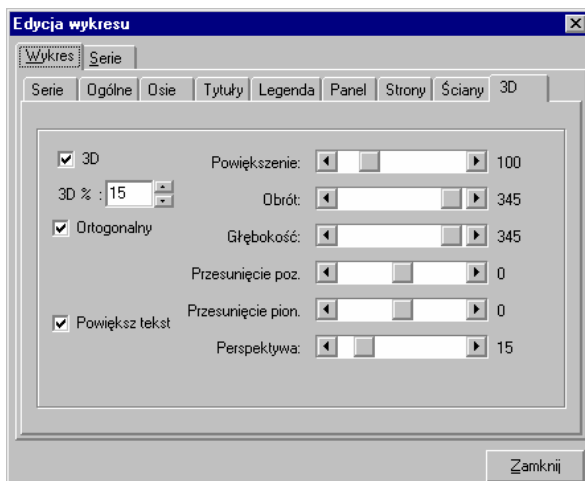 Edycja wykresu
Wykres Serie
Serie Ogólne Osie Tytuły Legenda Panel Strony Ściany 3D
3D Powiększenie: 100
3D % : 15 Obrót: 345
Ortogonalny Głębokość: 345
Przesunięcie poz. 0
Powiększ tekst Przesunięcie pion. 0
Perspektywa: 15
Zamknij